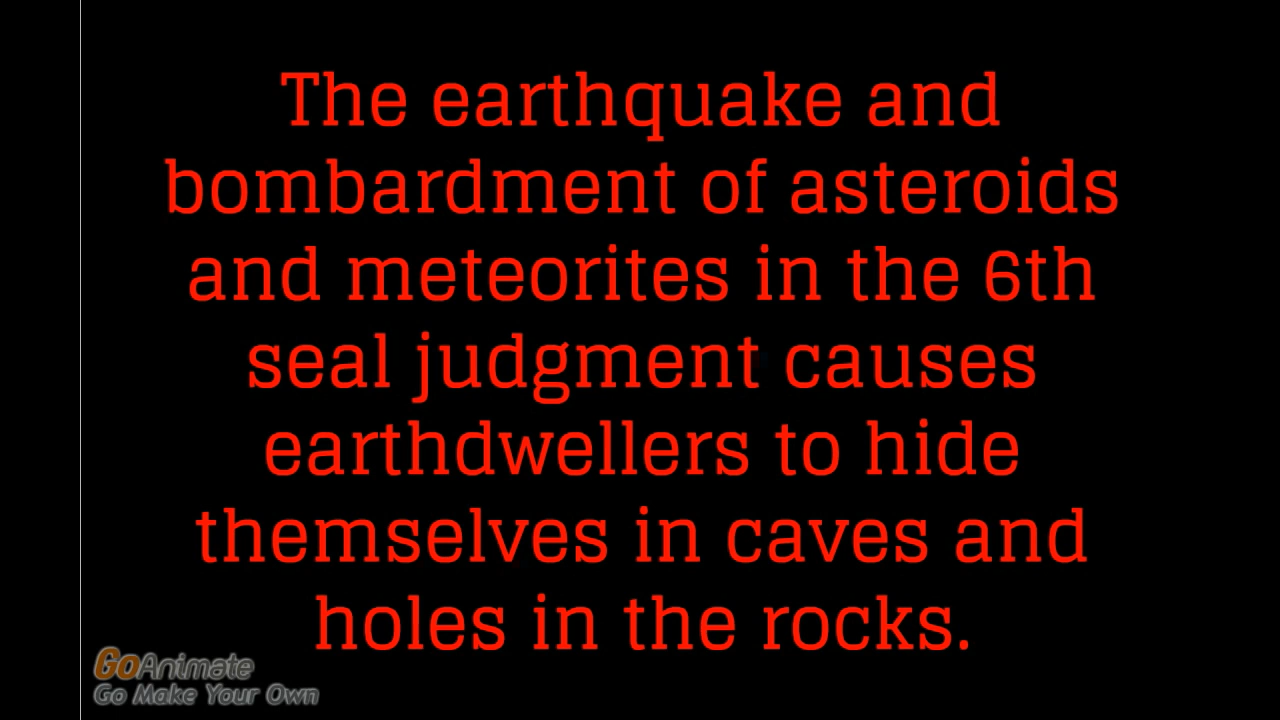 The earthquake and
bombardment of asteroids
and meteorites in the 6th
seal judgment causes
earthdwellers to hide
themselves in caves and
holes in the rocks.
GoAnimate
Go Make Your Own